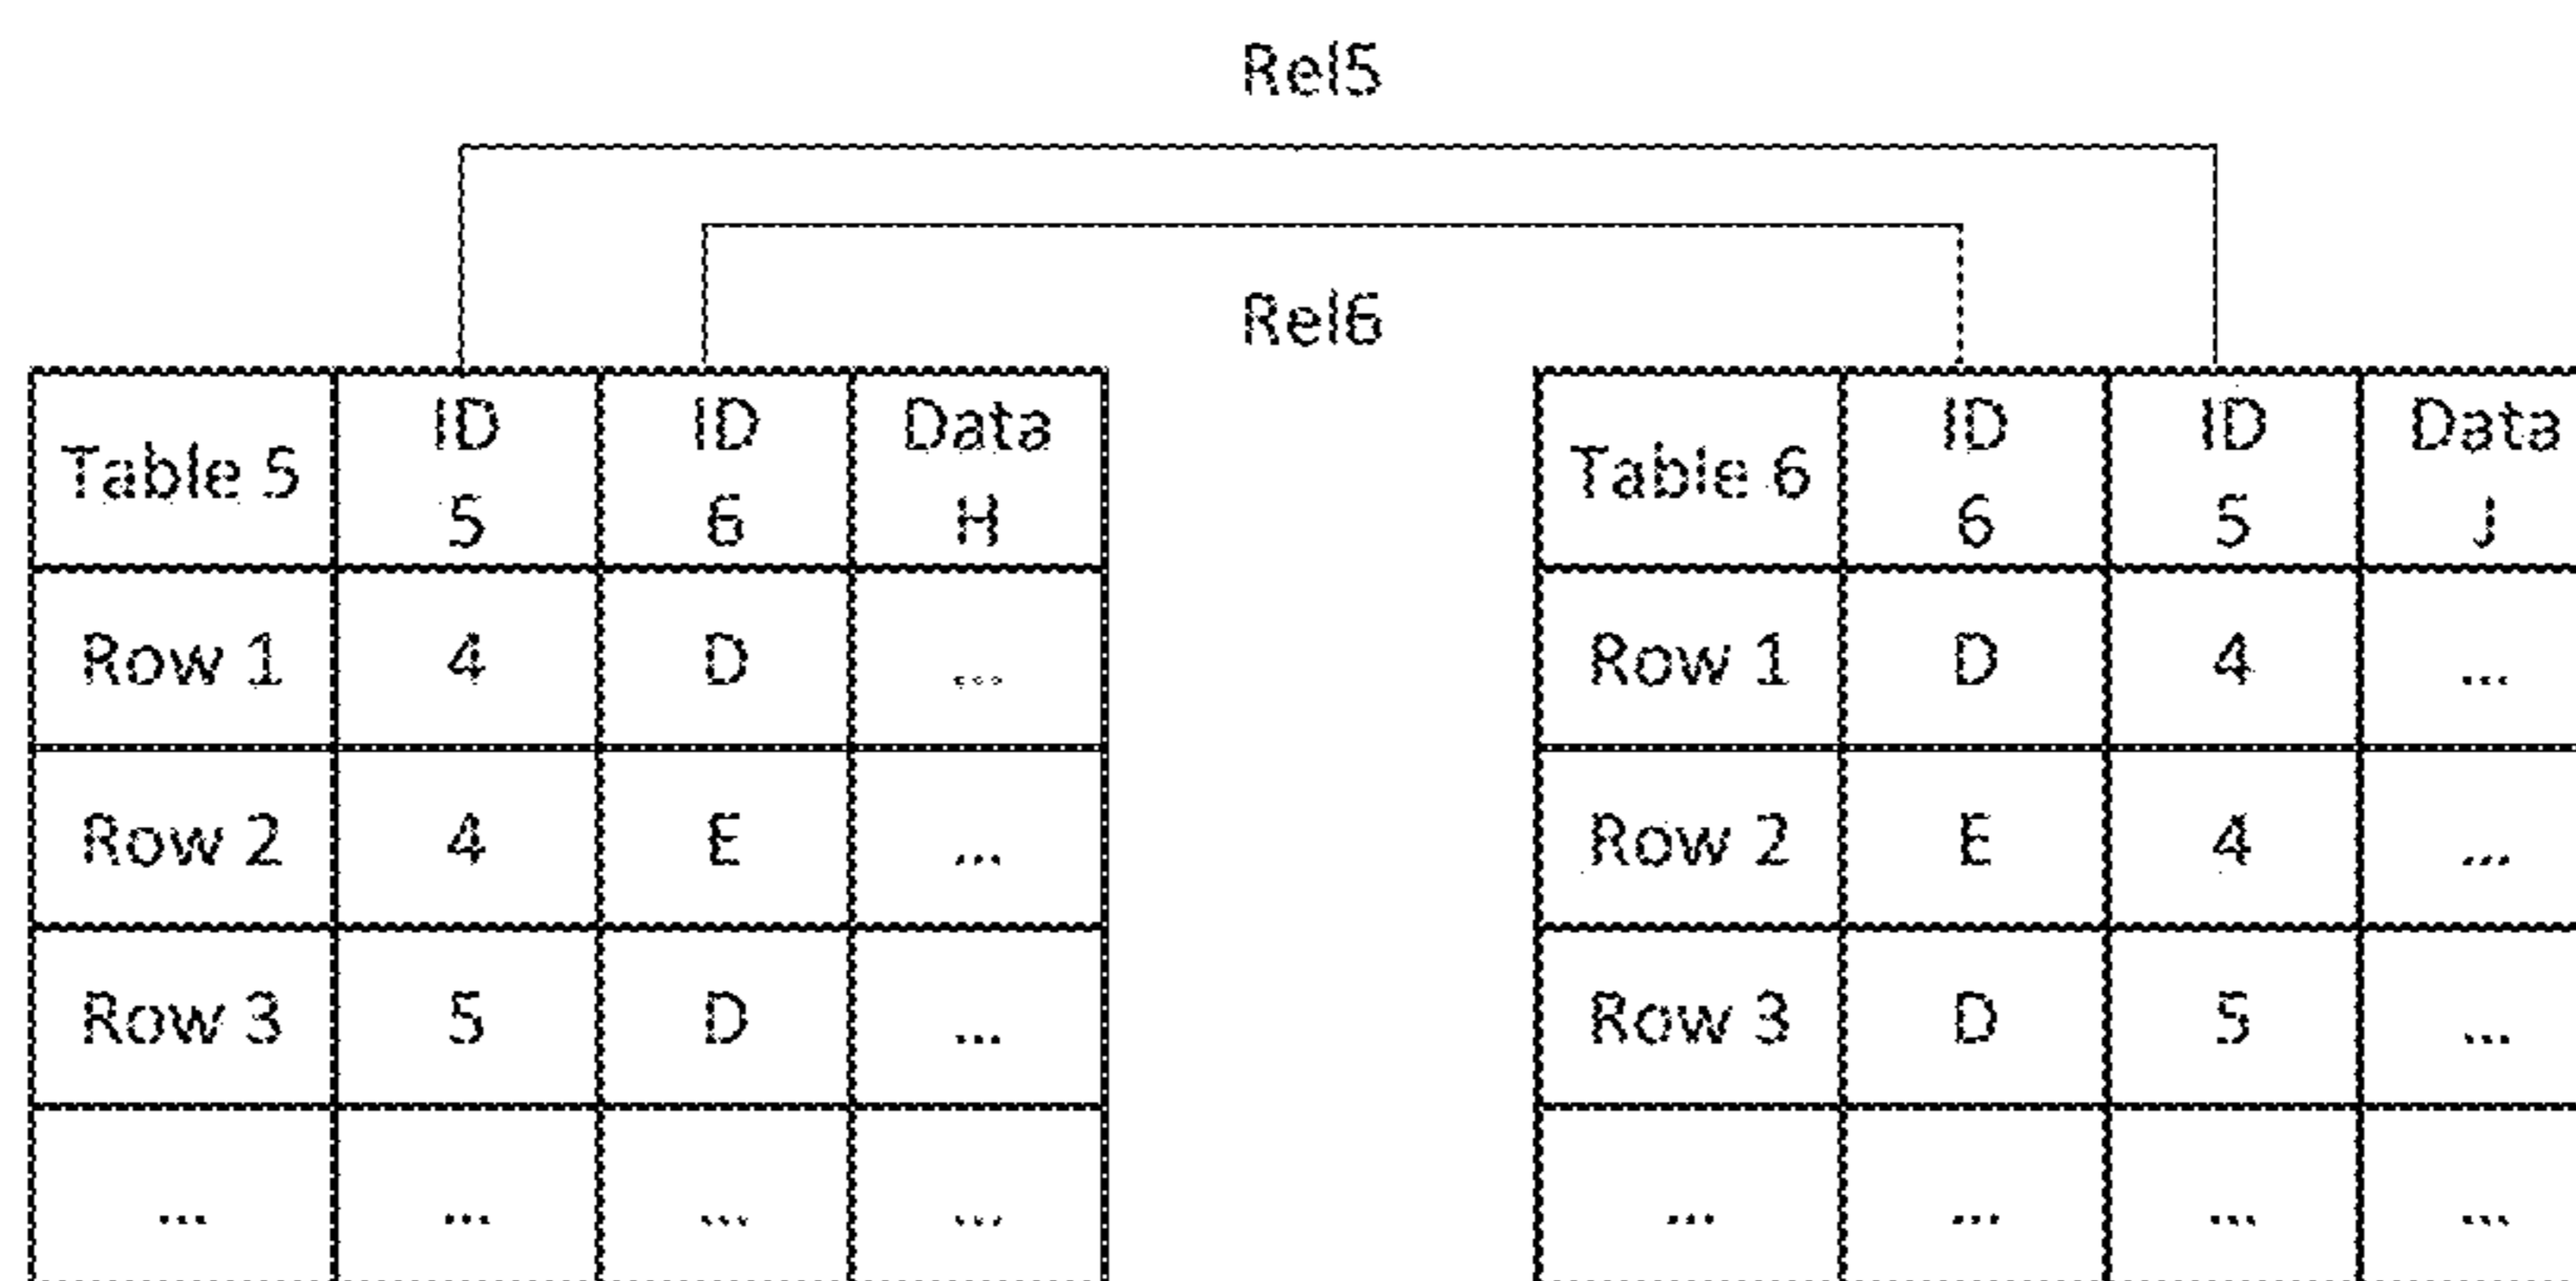 Rel5
Rel6
Table 5 ID 5 ID 6 Data H
Row 1 4 D ...
Row 2 4 E ...
Row 3 5 D ...
... ... ... ...
Table 6 ID 6 ID 5 Data J
Row 1 D 4 ...
Row 2 E 4 ...
Row 3 D 5 ...
... ... ... ...